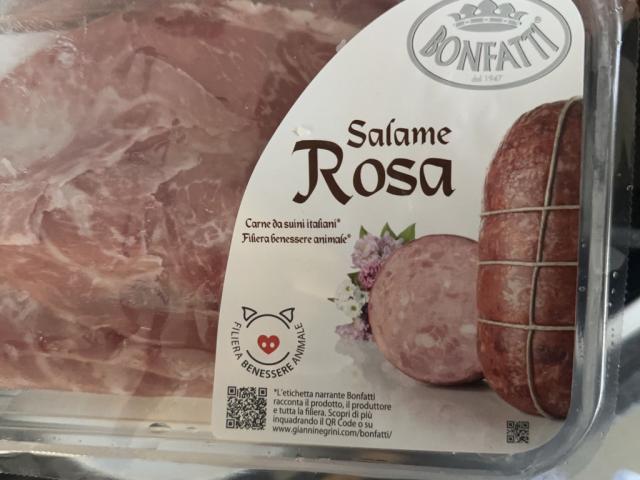 BONFATTI
dal 1947
Salame
Rosa
Carne da suini italiani*
Filiera benessere animale*
FILIERA BENESSERE ANIMALE
*L'etichetta narrante Bonfatti
racconta il prodotto, il produttore
e tutta la filiera. Scopri di più
inquadrando il QR Code o su
www.gianninegrini.com/bonfatti/